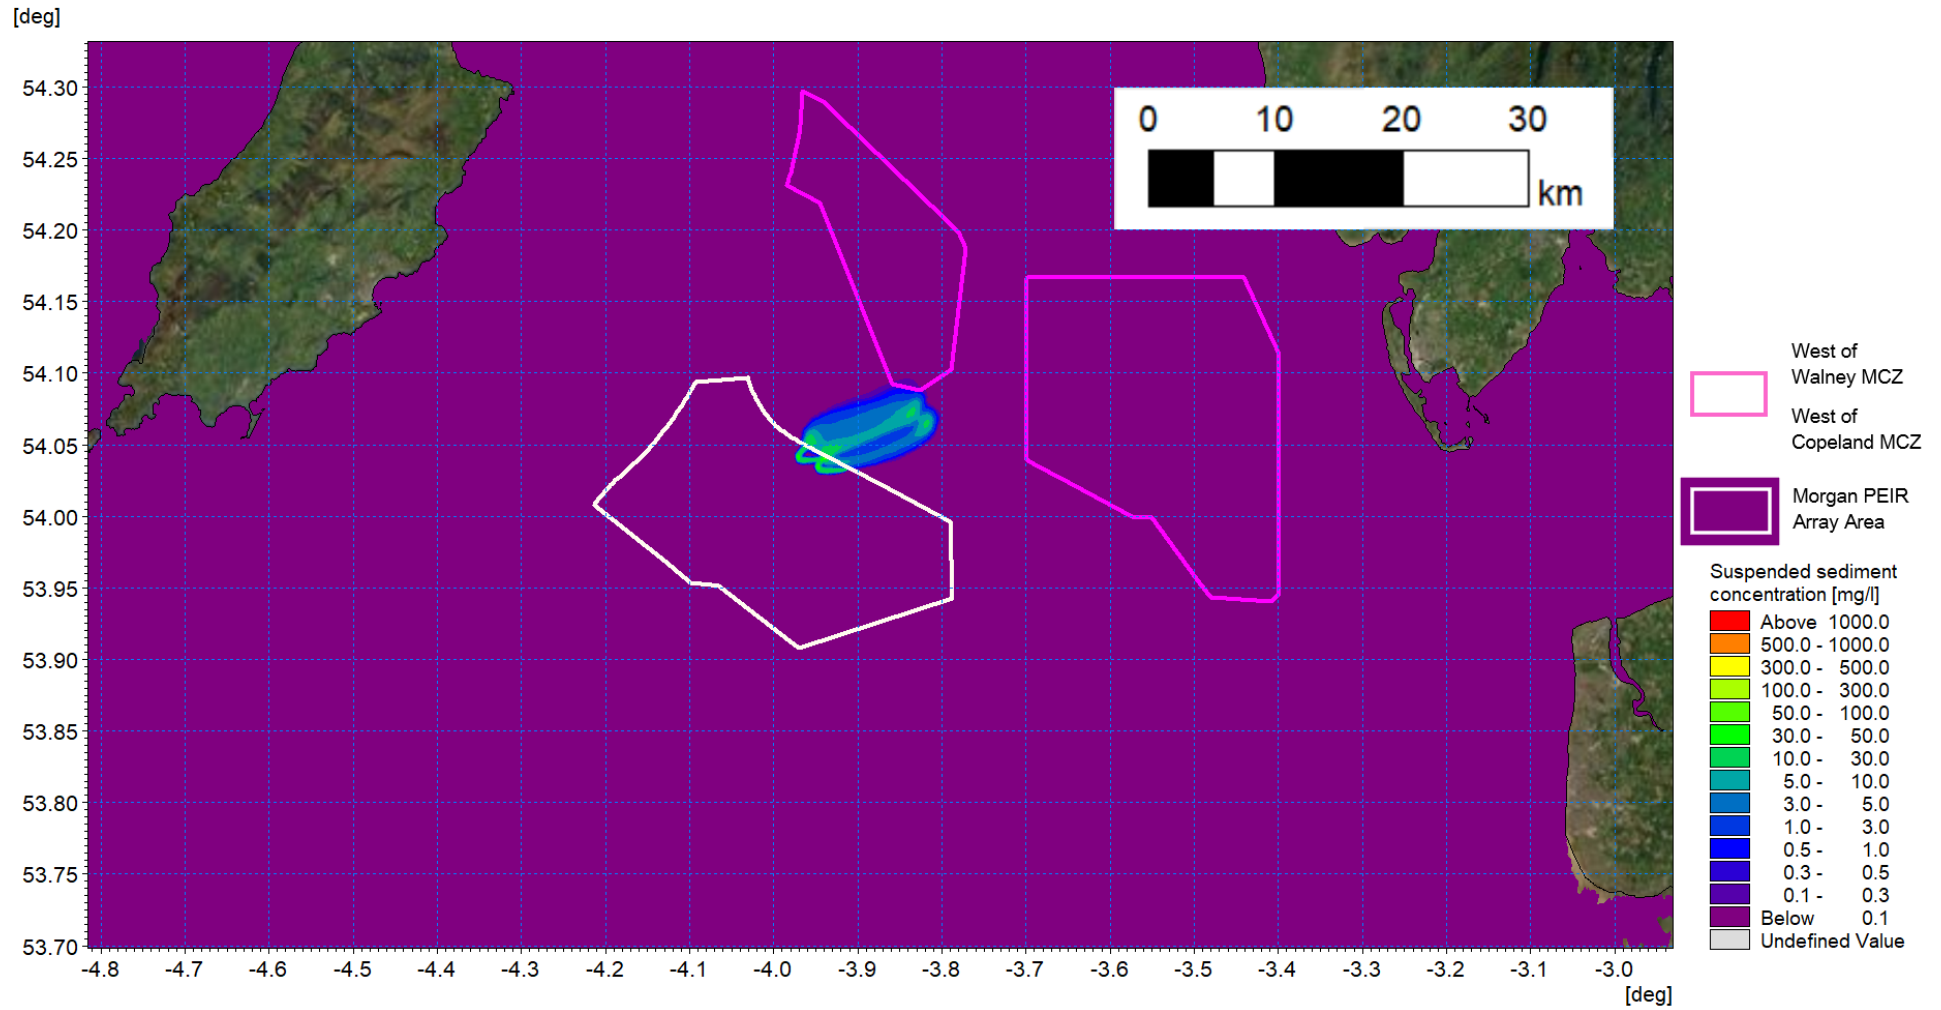 [deg]
54.30
54.25
54.20
54.15
54.10
54.05
54.00
53.95
53.90
53.85
53.80
53.75
53.70
-4.8 -4.7 -4.6 -4.5 -4.4 -4.3 -4.2 -4.1 -4.0 -3.9 -3.8 -3.7 -3.6 -3.5 -3.4 -3.3 -3.2 -3.1 -3.0
[deg]
0 10 20 30
km
West of
Walney MCZ
West of
Copeland MCZ
Morgan PEIR
Array Area
Suspended sediment
concentration [mg/l]
Above 1000.0
500.0 - 1000.0
300.0 - 500.0
100.0 - 300.0
50.0 - 100.0
30.0 - 50.0
10.0 - 30.0
5.0 - 10.0
3.0 - 5.0
1.0 - 3.0
0.5 - 1.0
0.3 - 0.5
0.1 - 0.3
Below 0.1
Undefined Value